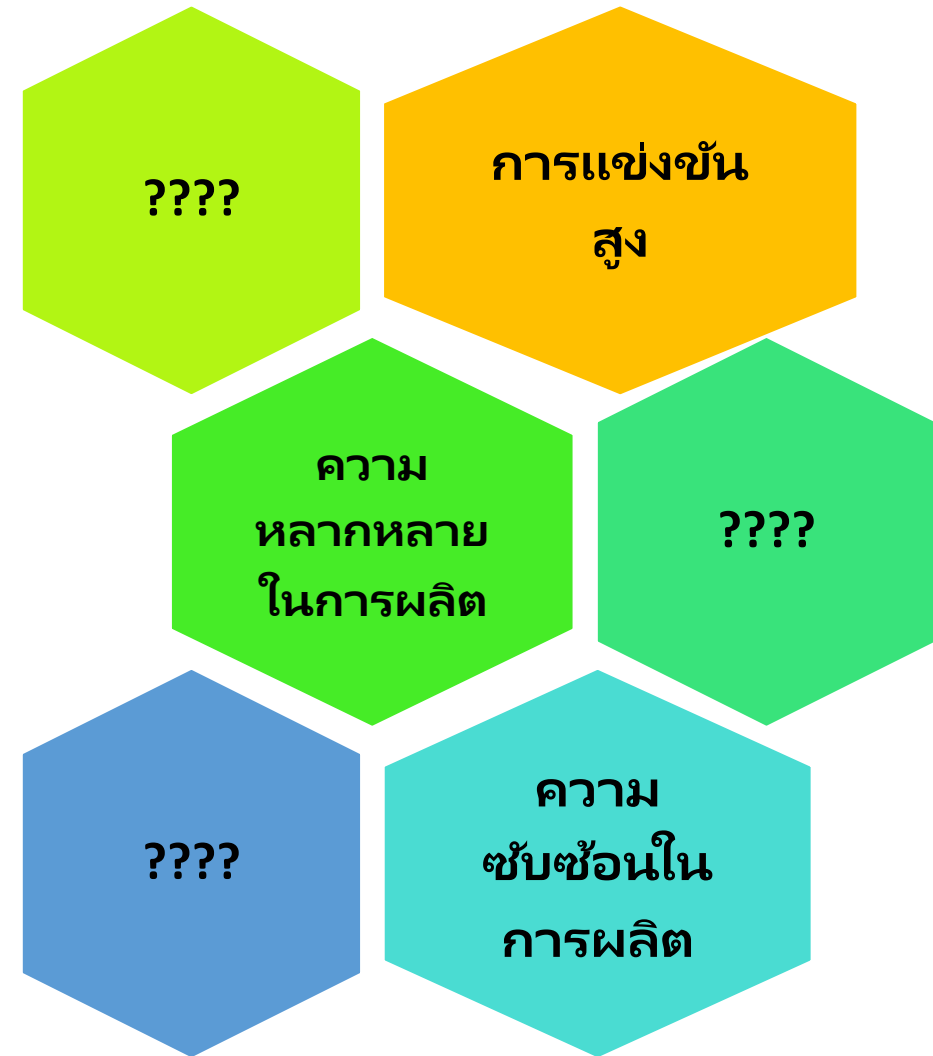 ????
การแข่งขัน
สูง
ความ
หลากหลาย
ในการผลิต
????
????
ความ
ซับซ้อนใน
การผลิต